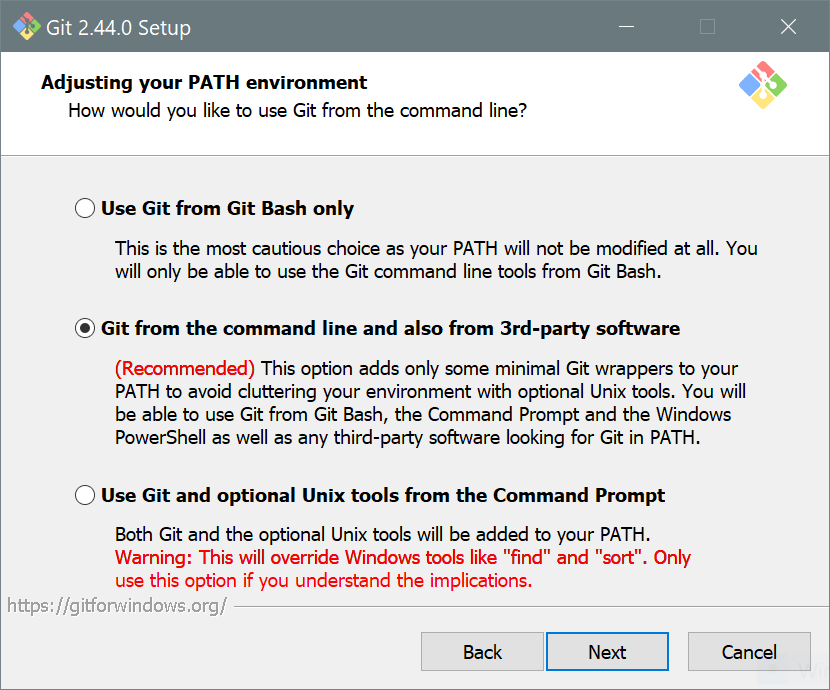 Git 2.44.0 Setup
Adjusting your PATH environment
How would you like to use Git from the command line?
Use Git from Git Bash only
This is the most cautious choice as your PATH will not be modified at all. You
will only be able to use the Git command line tools from Git Bash.
Git from the command line and also from 3rd-party software
(Recommended) This option adds only some minimal Git wrappers to your
PATH to avoid cluttering your environment with optional Unix tools. You will
be able to use Git from Git Bash, the Command Prompt and the Windows
PowerShell as well as any third-party software looking for Git in PATH.
Use Git and optional Unix tools from the Command Prompt
Both Git and the optional Unix tools will be added to your PATH.
Warning: This will override Windows tools like "find" and "sort". Only
use this option if you understand the implications.
https://gitforwindows.org/
Back Next Cancel